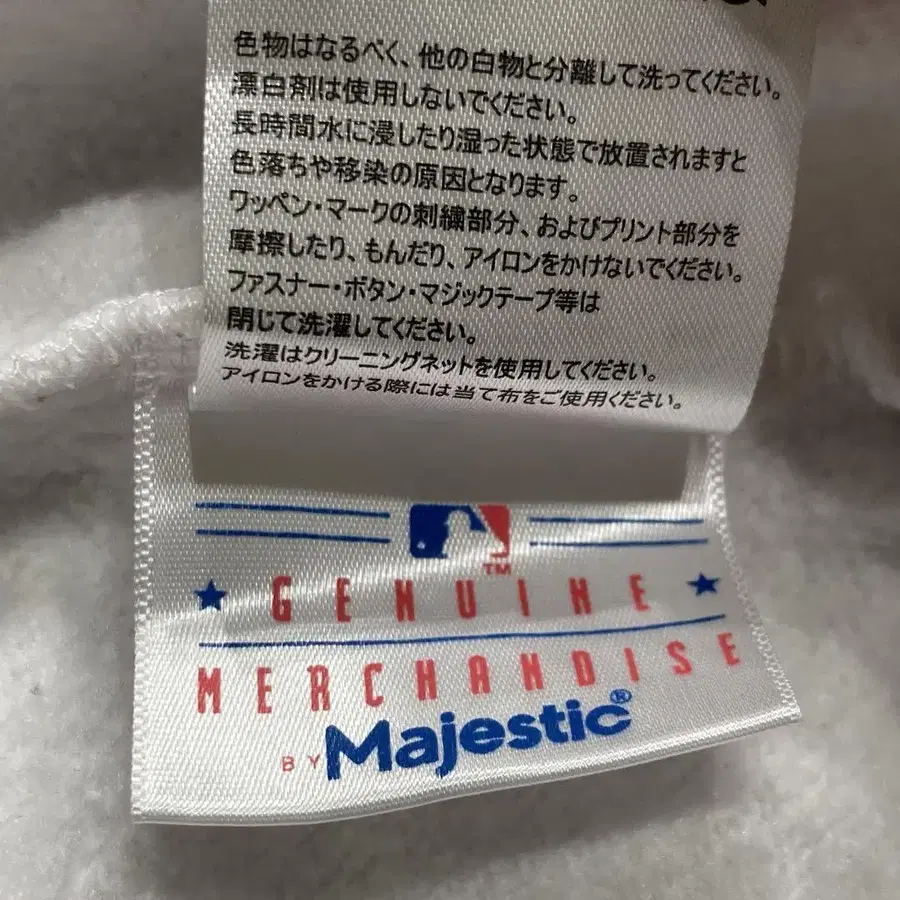 色物はなるべく、他の白物と分離して洗ってください。
漂白剤は使用しないでください。
長時間水に浸したり湿った状態で放置されますと
色落ちや移染の原因となります。
ワッペン・マークの刺繍部分、およびプリント部分を
摩擦したり、もんだり、アイロンをかけないでください。
ファスナー・ボタン・マジックテープ等は
閉じて洗濯してください。
洗濯はクリーニングネットを使用してください。
アイロンをかける際には当て布をご使用ください。
TM
GENUINE
MERCHANDISE
BY Majestic®